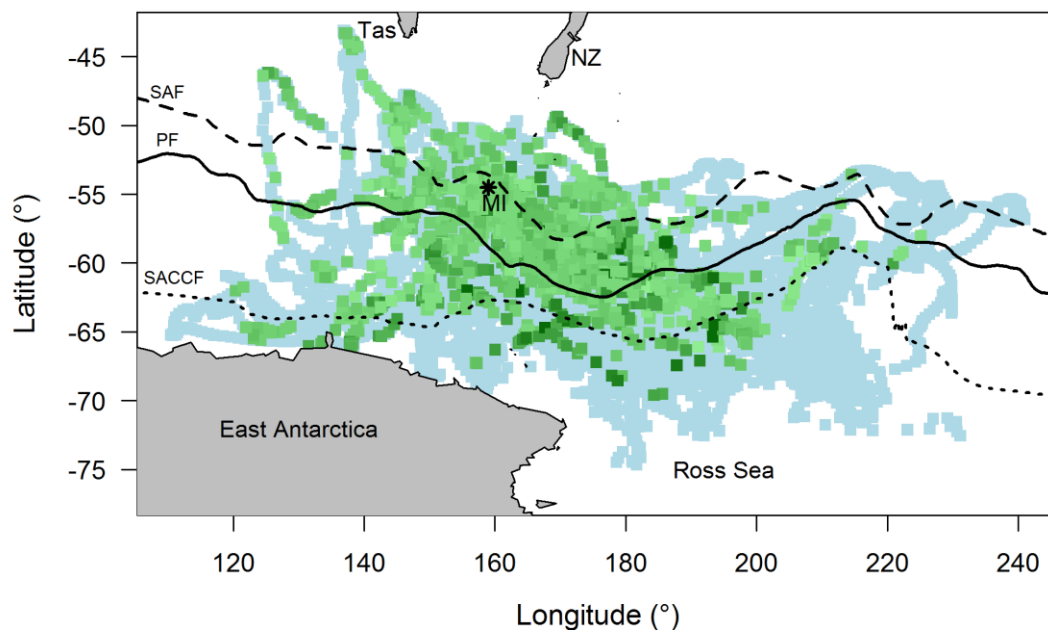 Tas
NZ
-45
SAF
-50
PF
-55
MI
-60
SACCF
-65
-70
East Antarctica
Ross Sea
-75
120
140
160
180
200
220
240
Longitude (°)
Latitude (°)